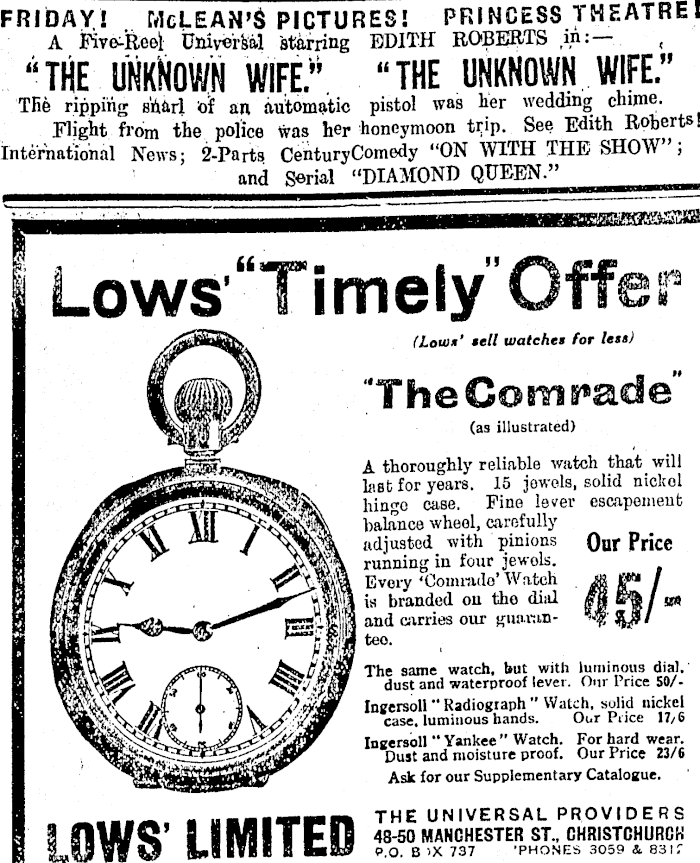 FRIDAY! McLEAN'S PICTURES! PRINCESS THEATRE!
A Five-Reel Universal starring EDITH ROBERTS in:—
"THE UNKNOWN WIFE." "THE UNKNOWN WIFE."
The ripping snarl of an automatic pistol was her wedding chime.
Flight from the police was her honeymoon trip. See Edith Roberts!
International News; 2-Parts CenturyComedy "ON WITH THE SHOW";
and Serial "DIAMOND QUEEN."
Lows' "Timely" Offer
(Lows' sell watches for less)
"The Comrade"
(as illustrated)
A thoroughly reliable watch that will
last for years. 15 jewels, solid nickel
hinge case. Fine lever escapement
balance wheel, carefully
adjusted with pinions
running in four jewels.
Every 'Comrade' Watch
is branded on the dial
and carries our guaran-
tee.
Our Price
45/-
The same watch, but with luminous dial,
dust and waterproof lever. Our Price 50/-
Ingersoll "Radiograph" Watch, solid nickel
case, luminous hands. Our Price 17/6
Ingersoll "Yankee" Watch. For hard wear.
Dust and moisture proof. Our Price 23/6
Ask for our Supplementary Catalogue.
XII
I
II
III
IIII
VIII
IX
X
XI
LOWS' LIMITED
THE UNIVERSAL PROVIDERS
48-50 MANCHESTER ST., CHRISTCHURCH
P.O. BOX 737 'PHONES 3059 &